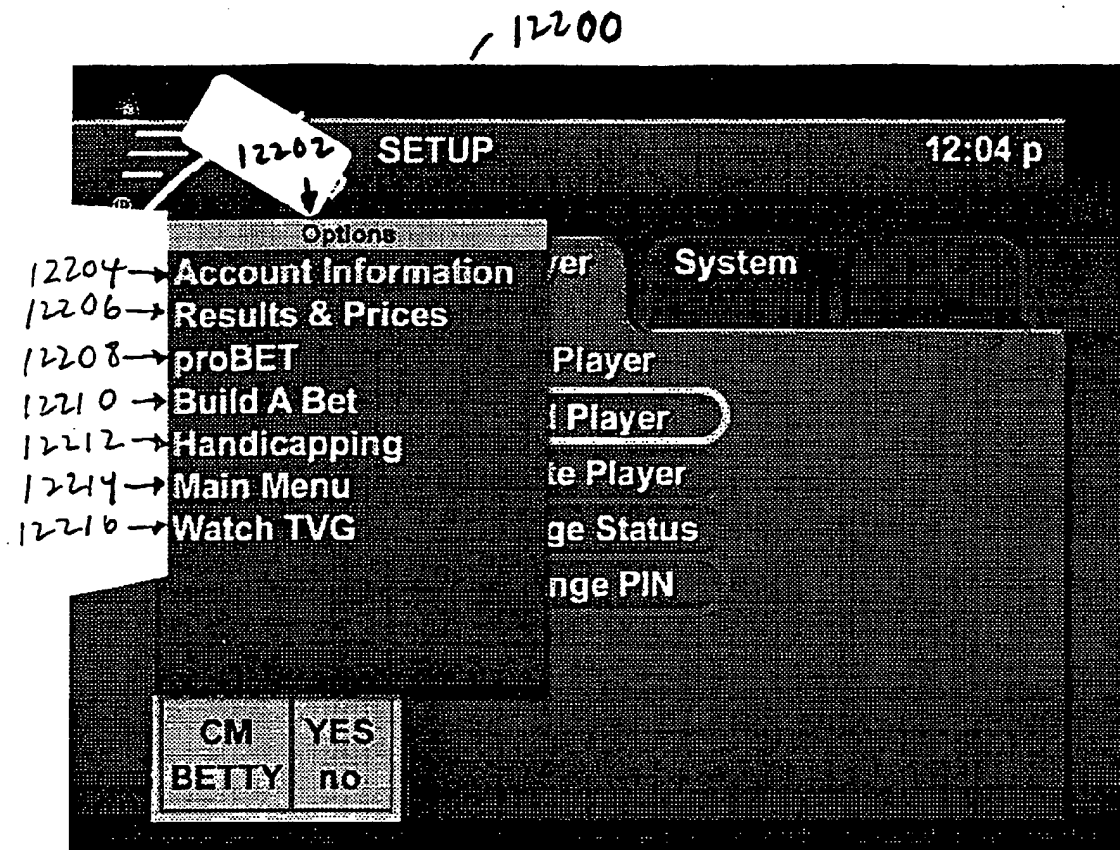 12200
12202
SETUP
12:04 p
Options
12204 Account Information
12206 Results & Prices
12208 proBET
12210 Build A Bet
12212 Handicapping
12214 Main Menu
12216 Watch TVG
yer
System
Player
l Player
te Player
ge Status
nge PIN
CM YES
BETTY no